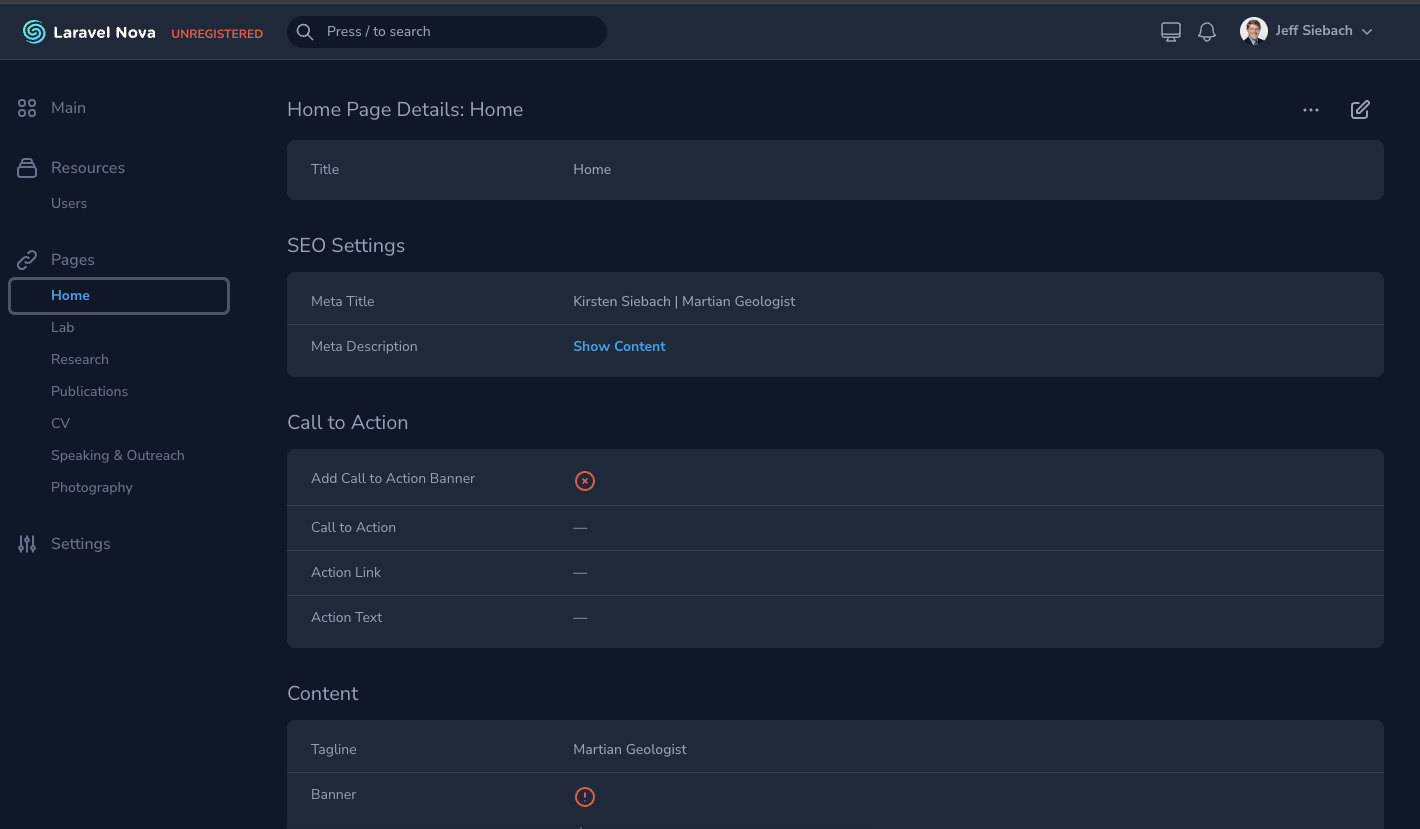 Laravel Nova UNREGISTERED Press / to search Jeff Siebach
Main
Resources
Users
Pages
Home
Lab
Research
Publications
CV
Speaking & Outreach
Photography
Settings
Home Page Details: Home
Title Home
SEO Settings
Meta Title Kirsten Siebach | Martian Geologist
Meta Description Show Content
Call to Action
Add Call to Action Banner
Call to Action —
Action Link —
Action Text —
Content
Tagline Martian Geologist
Banner